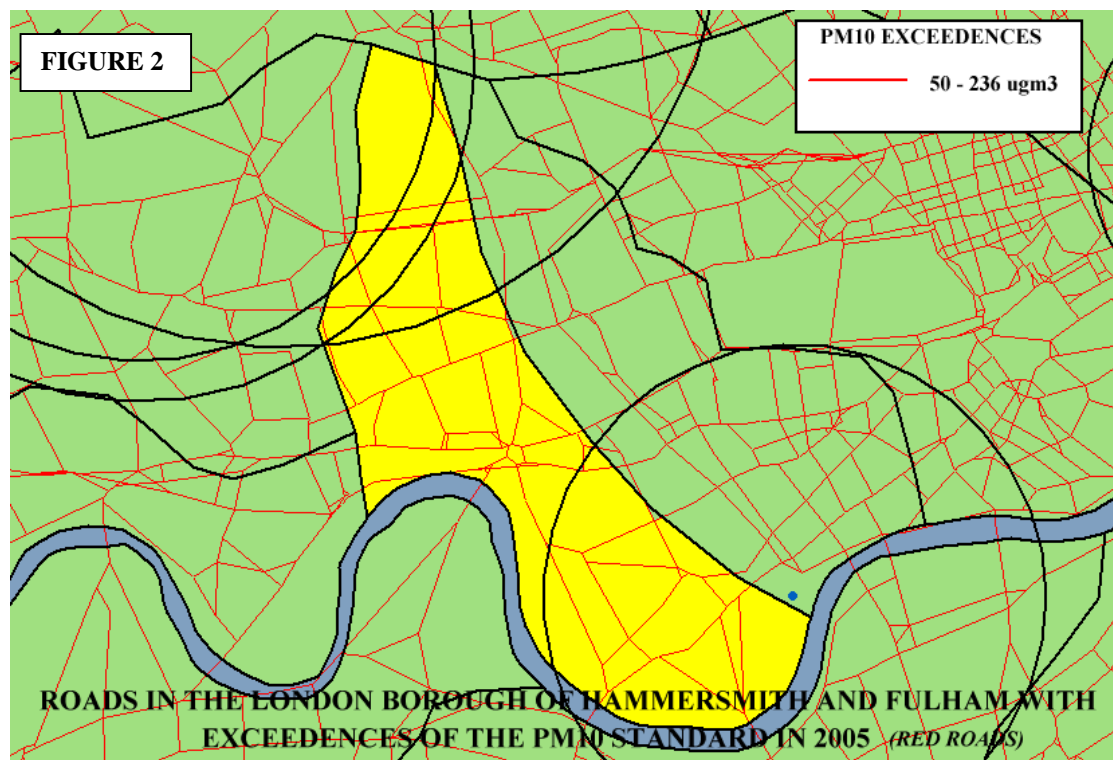 FIGURE 2
PM10 EXCEEDENCES
50 - 236 ugm3
ROADS IN THE LONDON BOROUGH OF HAMMERSMITH AND FULHAM WITH
EXCEEDENCES OF THE PM10 STANDARD IN 2005 (RED ROADS)